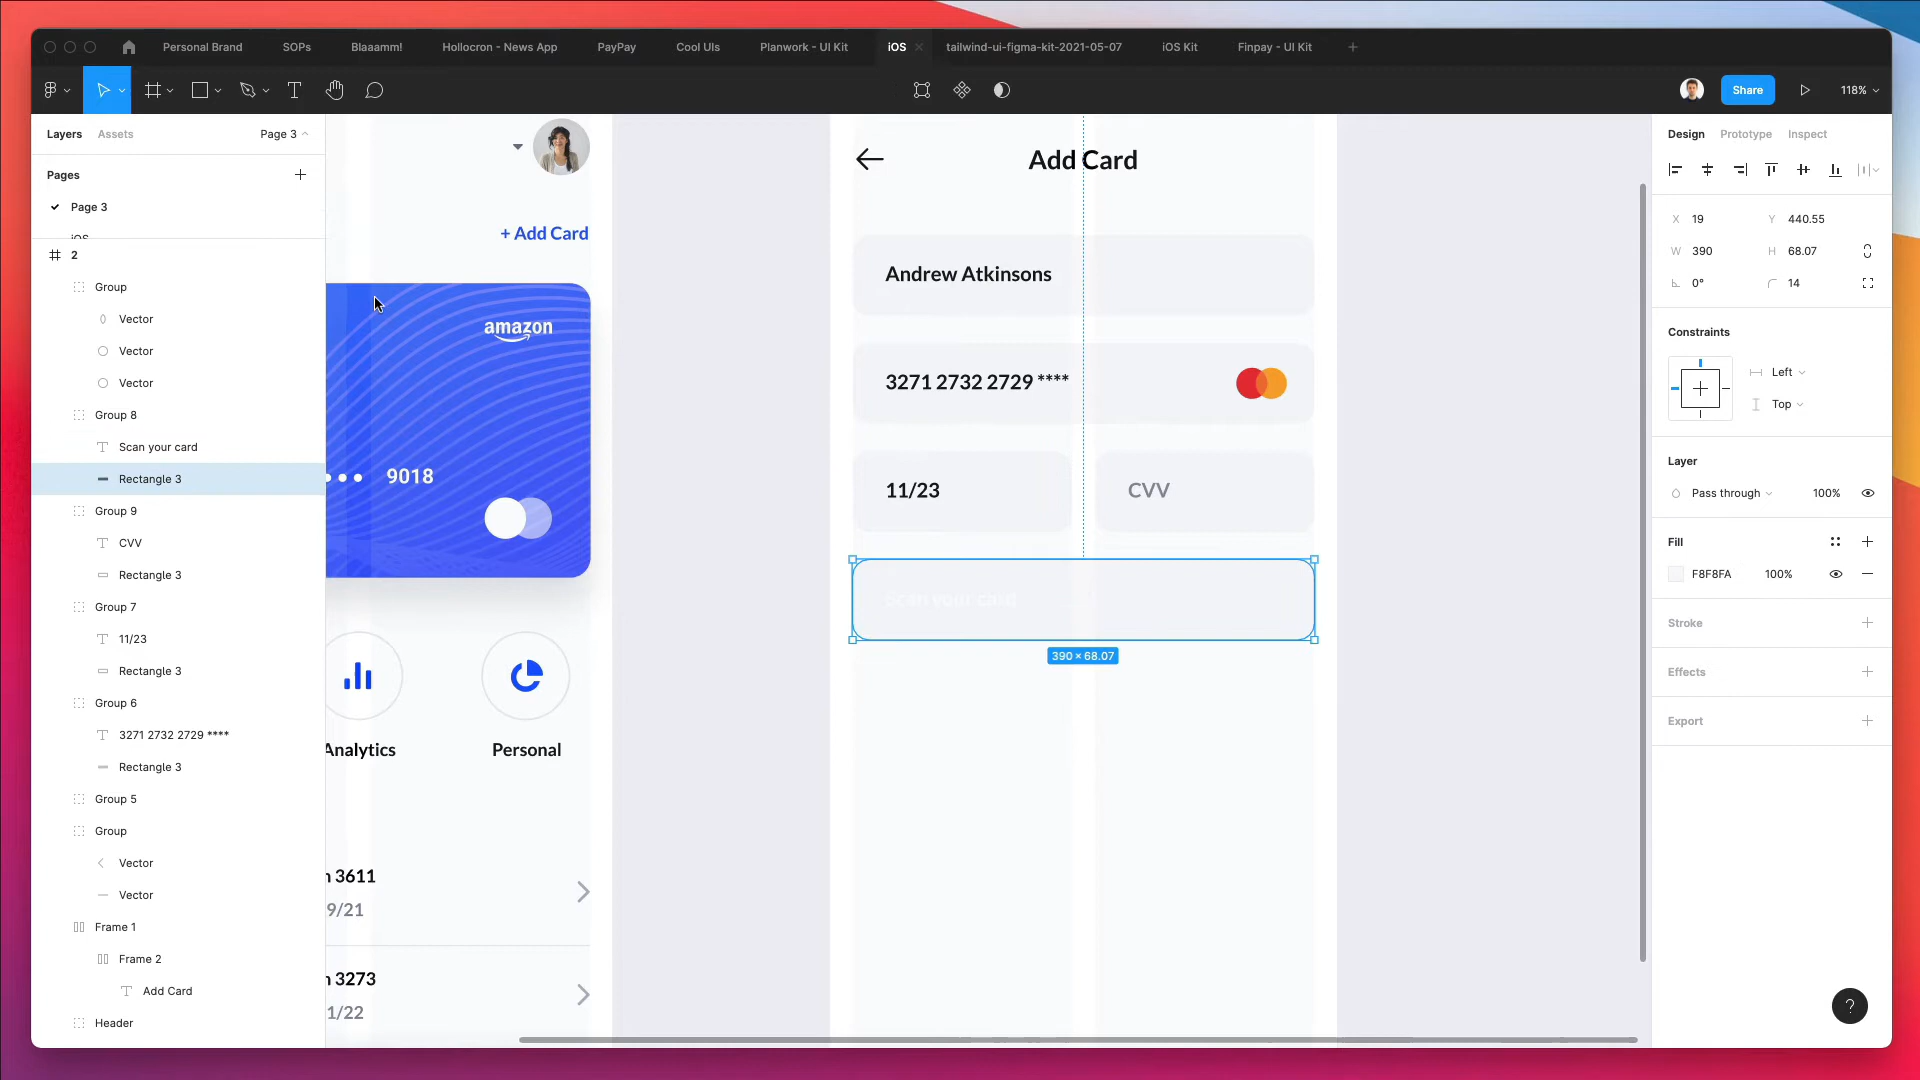 Personal Brand
SOPs
Blaaamm!
Hollocron - News App
PayPay
Cool UIs
Planwork - UI Kit
iOS
tailwind-ui-figma-kit-2021-05-07
iOS Kit
Finpay - UI Kit
Share
118%
Layers
Assets
Page 3
Pages
Page 3
iOS
2
Group
Vector
Vector
Vector
Group 8
Scan your card
Rectangle 3
Group 9
CVV
Rectangle 3
Group 7
11/23
Rectangle 3
Group 6
3271 2732 2729 ****
Rectangle 3
Group 5
Group
Vector
Vector
Frame 1
Frame 2
Add Card
Header
+ Add Card
amazon
9018
Analytics
Personal
3611
9/21
3273
1/22
Add Card
Andrew Atkinsons
3271 2732 2729 ****
11/23
CVV
Scan your card
390 × 68.07
Design
Prototype
Inspect
X 19
Y 440.55
W 390
H 68.07
0°
14
Constraints
Left
Top
Layer
Pass through
100%
Fill
F8F8FA
100%
Stroke
Effects
Export
?